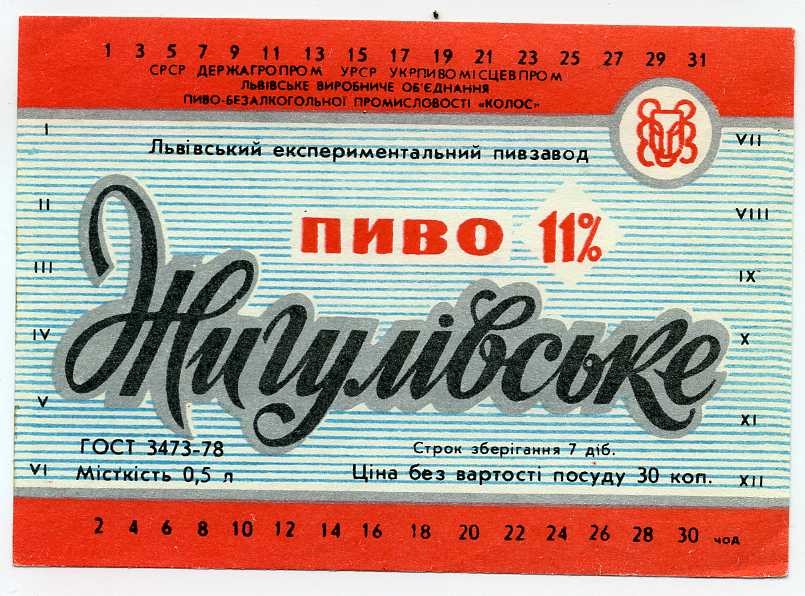 1 3 5 7 9 11 13 15 17 19 21 23 25 27 29 31
СРСР ДЕРЖАГРОПРОМ УРСР УКРПИВОМІСЦЕВПРОМ
ЛЬВІВСЬКЕ ВИРОБНИЧЕ ОБ'ЄДНАННЯ
ПИВО-БЕЗАЛКОГОЛЬНОЇ ПРОМИСЛОВОСТІ «КОЛОС»
Львівський експериментальний пивзавод
ПИВО 11%
Жигулівське
I
II
III
IV
V
VI
VII
VIII
IX
X
XI
XII
ГОСТ 3473-78
Місткість 0,5 л
Строк зберігання 7 діб.
Ціна без вартості посуду 30 коп.
2 4 6 8 10 12 14 16 18 20 22 24 26 28 30 чод